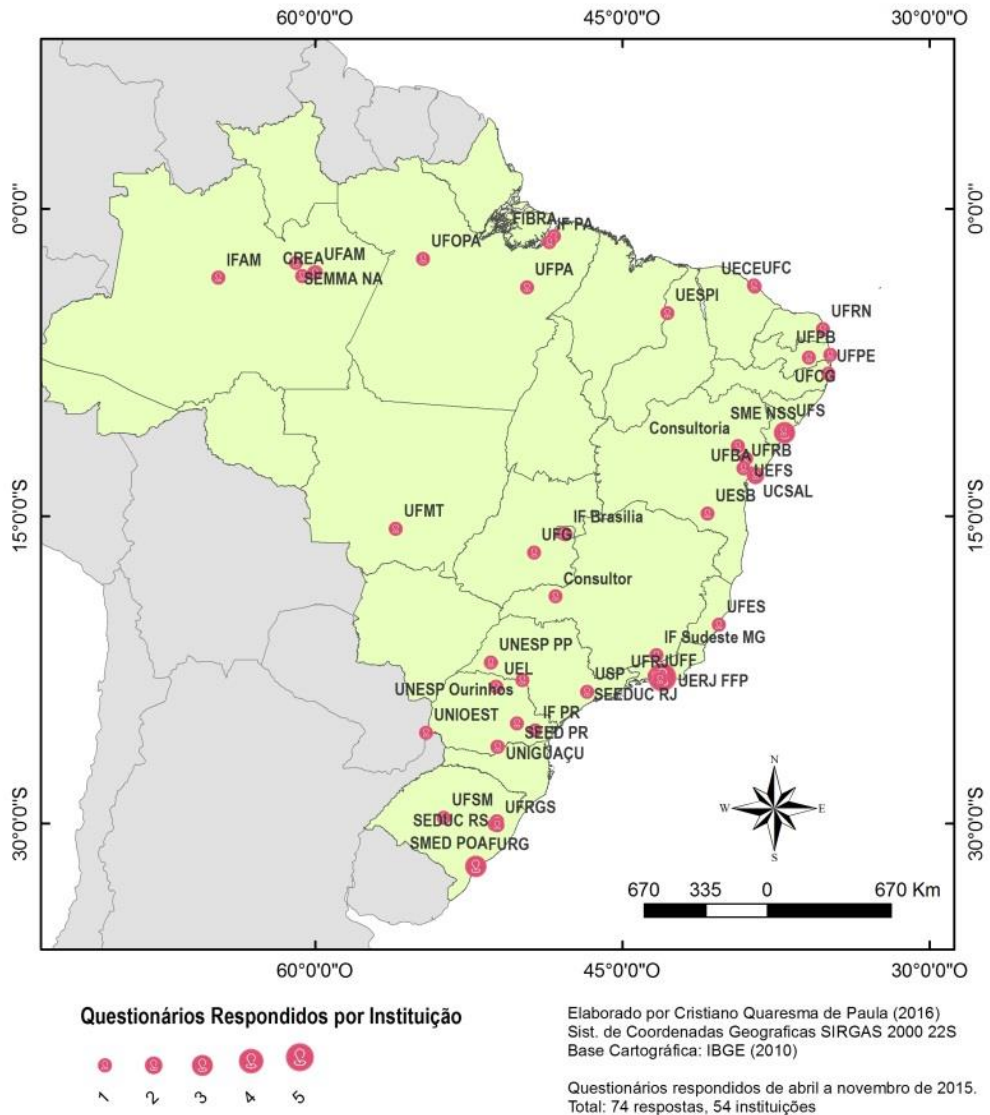 60°0'0"O 45°0'0"O 30°0'0"O
0°0'0" 0°0'0"
FIBRA IF PA
UFOPA
IFAM CREA UFAM
SEMMA NA
UFPA
UECE UFC
UESPI
UFRN
UFPB
UFPE
UFCG
SME NSS UFS
Consultoria
UFBA UFRB
UEFS
UCSAL
UESB
15°0'0"S 15°0'0"S
UFMT
IF Brasilia
UFG
Consultor
UFES
IF Sudeste MG
UNESP PP
UFRJ UFF
UEL
USP
UERJ FFP
UNESP Ourinhos
SEEDUC RJ
UNIOEST
IF PR
SEED PR
UNIGUAÇU
UFSM
UFRGS
SEDUC RS
SMED POA FURG
30°0'0"S 30°0'0"S
N
W E
S
670 335 0 670 Km
60°0'0"O 45°0'0"O 30°0'0"O
Questionários Respondidos por Instituição
1 2 3 4 5
Elaborado por Cristiano Quaresma de Paula (2016)
Sist. de Coordenadas Geograficas SIRGAS 2000 22S
Base Cartográfica: IBGE (2010)
Questionários respondidos de abril a novembro de 2015.
Total: 74 respostas, 54 instituições